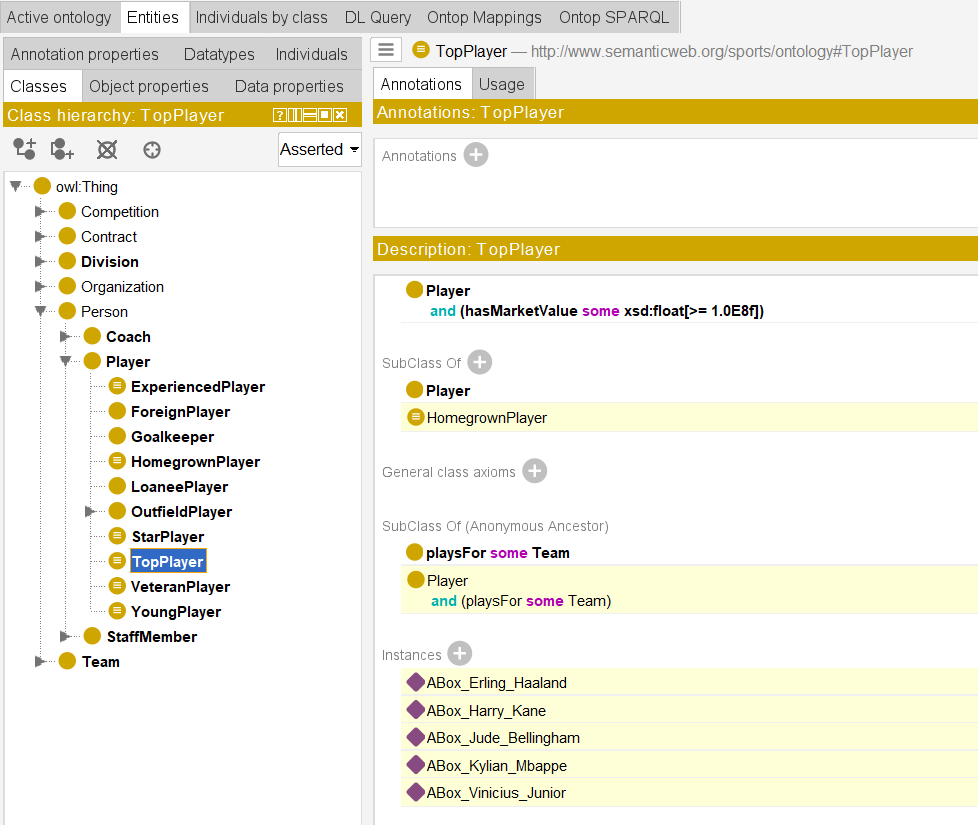 Active ontology Entities Individuals by class DL Query Ontop Mappings Ontop SPARQL
Annotation properties Datatypes Individuals
Classes Object properties Data properties
Class hierarchy: TopPlayer
Asserted
owl:Thing
Competition
Contract
Division
Organization
Person
Coach
Player
ExperiencedPlayer
ForeignPlayer
Goalkeeper
HomegrownPlayer
LoaneePlayer
OutfieldPlayer
StarPlayer
TopPlayer
VeteranPlayer
YoungPlayer
StaffMember
Team
TopPlayer — http://www.semanticweb.org/sports/ontology#TopPlayer
Annotations Usage
Annotations: TopPlayer
Annotations
Description: TopPlayer
Player
and (hasMarketValue some xsd:float[>= 1.0E8f])
SubClass Of
Player
HomegrownPlayer
General class axioms
SubClass Of (Anonymous Ancestor)
playsFor some Team
Player
and (playsFor some Team)
Instances
ABox_Erling_Haaland
ABox_Harry_Kane
ABox_Jude_Bellingham
ABox_Kylian_Mbappe
ABox_Vinicius_Junior